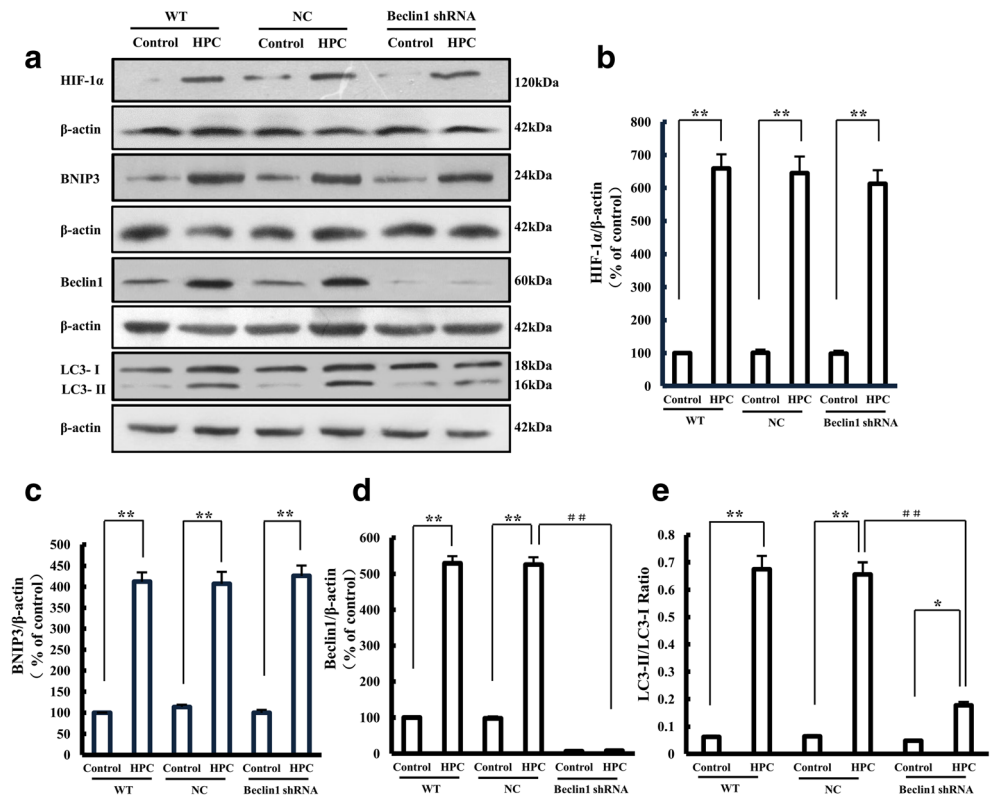 WT NC Beclin1 shRNA
Control HPC Control HPC Control HPC
a
HIF-1α 120kDa
β-actin 42kDa
BNIP3 24kDa
β-actin 42kDa
Beclin1 60kDa
β-actin 42kDa
LC3- I 18kDa
LC3- II 16kDa
β-actin 42kDa
b
HIF-1α/β-actin
( % of control)
800
700
600
500
400
300
200
100
0
** ** **
Control HPC Control HPC Control HPC
WT NC Beclin1 shRNA
c
BNIP3/β-actin
( % of control)
500
450
400
350
300
250
200
150
100
50
0
** ** **
Control HPC Control HPC Control HPC
WT NC Beclin1 shRNA
d
Beclin1/β-actin
( % of control)
600
500
400
300
200
100
0
** ** ##
Control HPC Control HPC Control HPC
WT NC Beclin1 shRNA
e
LC3-II/LC3-I Ratio
0.8
0.7
0.6
0.5
0.4
0.3
0.2
0.1
0
** ** ##
*
Control HPC Control HPC Control HPC
WT NC Beclin1 shRNA